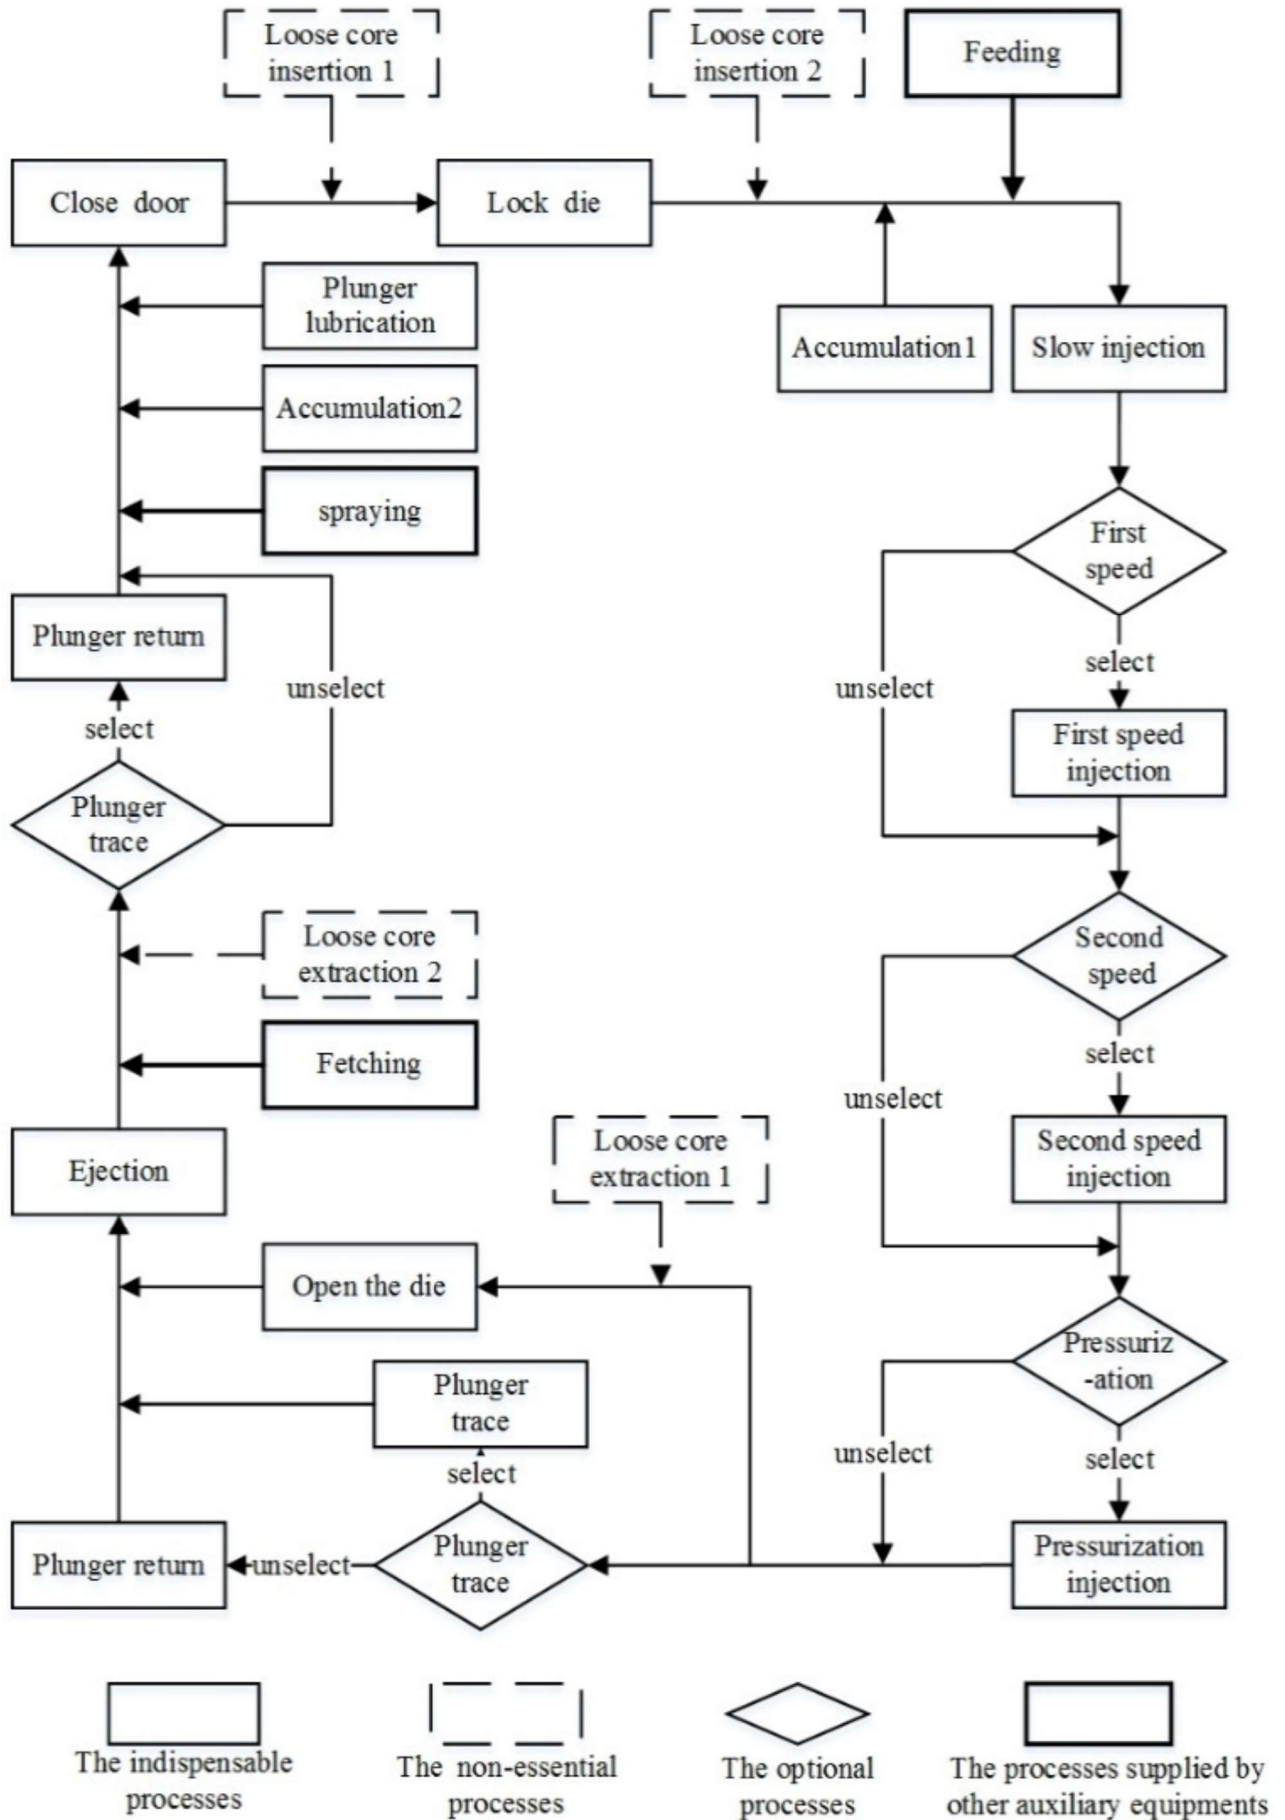 Loose core
insertion 1
Loose core
insertion 2
Feeding
Close door
Lock die
Plunger
lubrication
Accumulation1
Slow injection
Accumulation2
spraying
First
speed
Plunger return
select
unselect
unselect
select
First speed
injection
Plunger
trace
Loose core
extraction 2
Second
speed
Fetching
select
unselect
Ejection
Loose core
extraction 1
Second speed
injection
Open the die
Plunger
trace
Pressuriz
-ation
select
unselect
select
Plunger return
unselect
Plunger
trace
Pressurization
injection
The indispensable
processes
The non-essential
processes
The optional
processes
The processes supplied by
other auxiliary equipments